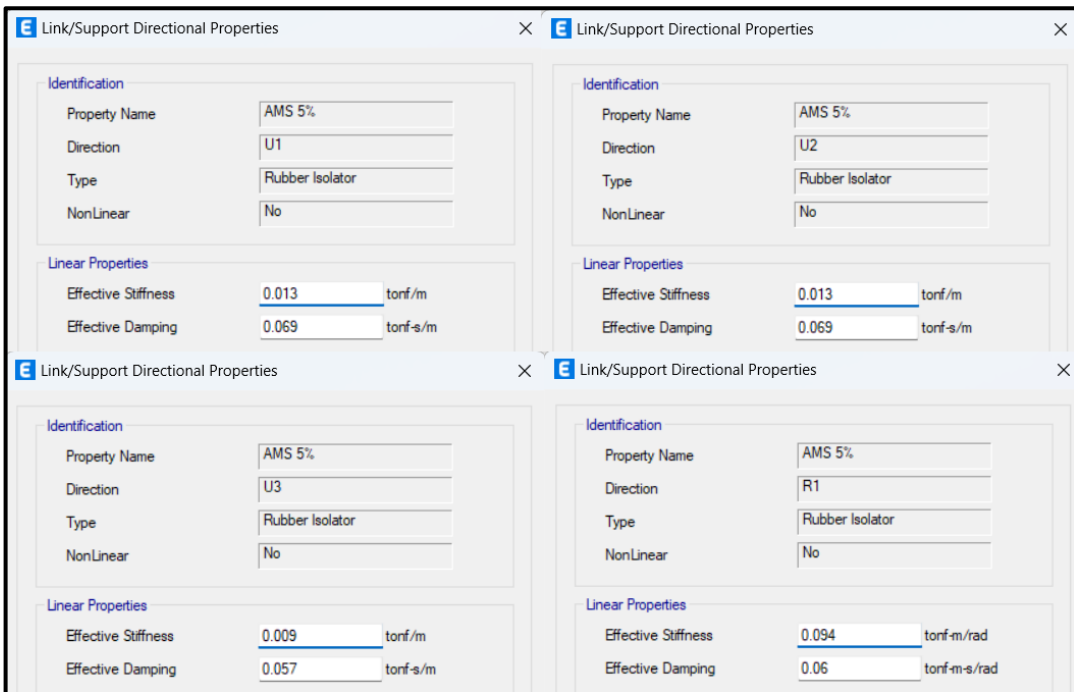 E Link/Support Directional Properties ×
Identification
Property Name AMS 5%
Direction U1
Type Rubber Isolator
NonLinear No
Linear Properties
Effective Stiffness 0.013 tonf/m
Effective Damping 0.069 tonf-s/m
E Link/Support Directional Properties ×
Identification
Property Name AMS 5%
Direction U2
Type Rubber Isolator
NonLinear No
Linear Properties
Effective Stiffness 0.013 tonf/m
Effective Damping 0.069 tonf-s/m
E Link/Support Directional Properties ×
Identification
Property Name AMS 5%
Direction U3
Type Rubber Isolator
NonLinear No
Linear Properties
Effective Stiffness 0.009 tonf/m
Effective Damping 0.057 tonf-s/m
E Link/Support Directional Properties ×
Identification
Property Name AMS 5%
Direction R1
Type Rubber Isolator
NonLinear No
Linear Properties
Effective Stiffness 0.094 tonf-m/rad
Effective Damping 0.06 tonf-m-s/rad